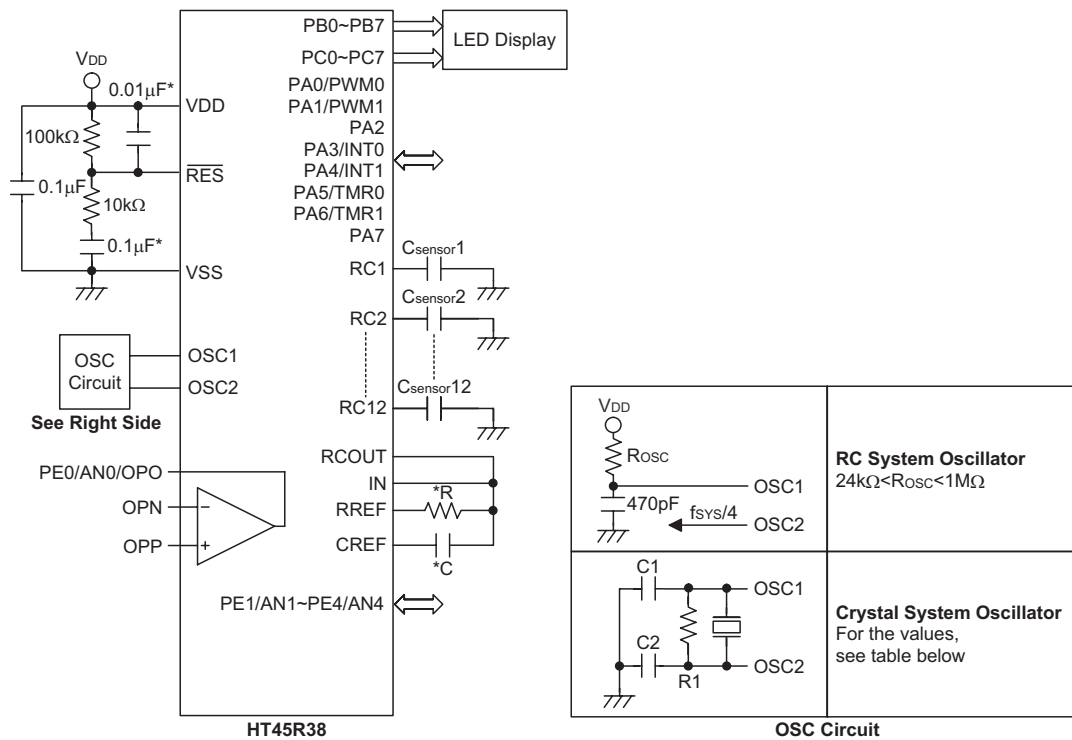 PB0~PB7
PC0~PC7
LED Display
VDD
0.01μF*
VDD
100kΩ
RES
0.1μF
10kΩ
0.1μF*
VSS
PA0/PWM0
PA1/PWM1
PA2
PA3/INT0
PA4/INT1
PA5/TMR0
PA6/TMR1
PA7
RC1
Csensor1
RC2
Csensor2
RC12
Csensor12
OSC
Circuit
OSC1
OSC2
See Right Side
RCOUT
IN
RREF
*R
CREF
*C
PE0/AN0/OPO
OPN
−
OPP
+
PE1/AN1~PE4/AN4
HT45R38
VDD
ROSC
OSC1
470pF
fSYS/4
OSC2
RC System Oscillator
24kΩ<ROSC<1MΩ
C1
OSC1
C2
R1
OSC2
Crystal System Oscillator
For the values,
see table below
OSC Circuit